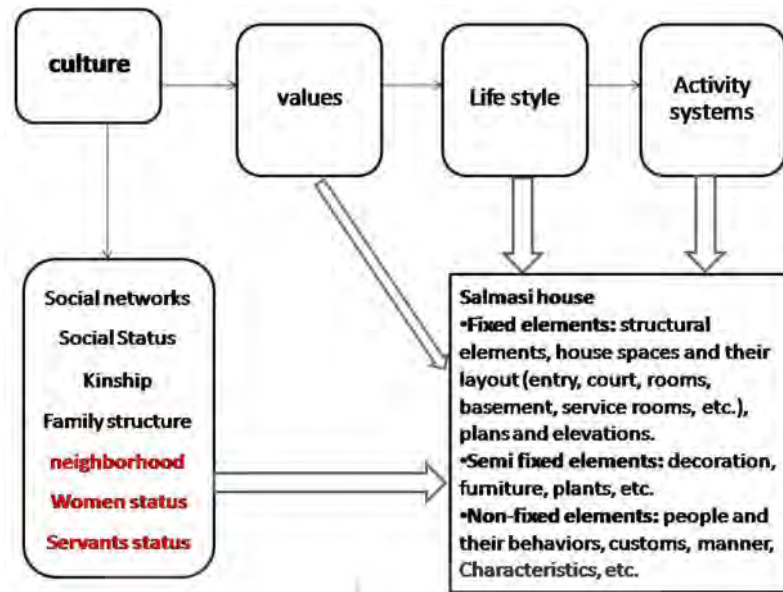 culture
values
Life style
Activity
systems
Social networks
Social Status
Kinship
Family structure
neighborhood
Women status
Servants status
Salmasi house
•Fixed elements: structural
elements, house spaces and their
layout (entry, court, rooms,
basement, service rooms, etc.),
plans and elevations.
•Semi fixed elements: decoration,
furniture, plants, etc.
•Non-fixed elements: people and
their behaviors, customs, manner,
Characteristics, etc.